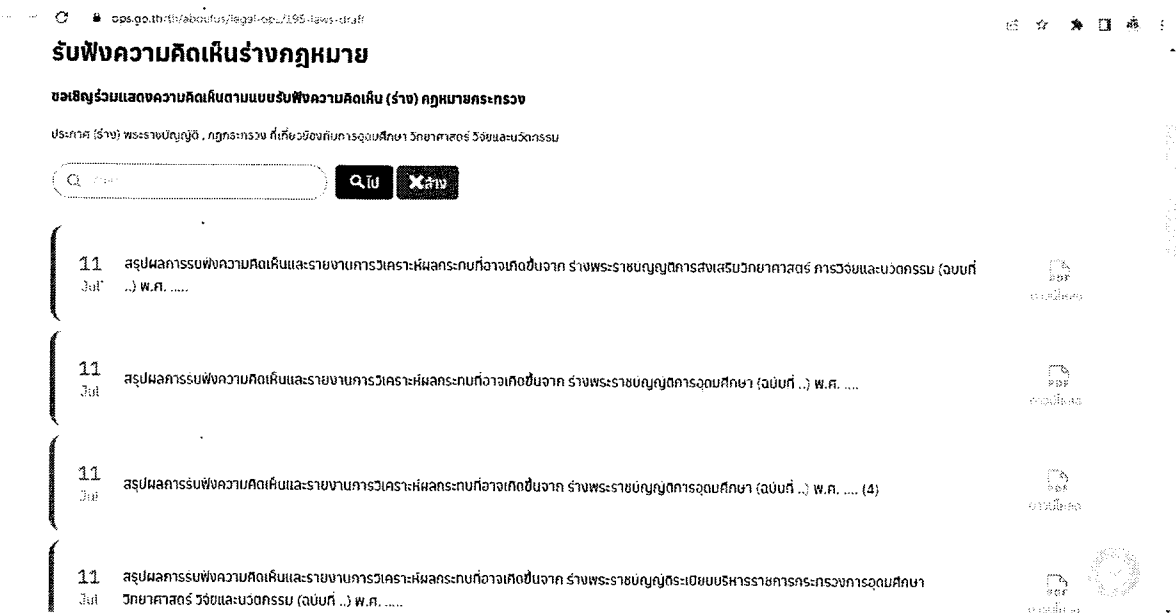 ops.go.th/th/aboutus/legal-ops/195-laws-draft
รับฟังความคิดเห็นร่างกฎหมาย
ขอเชิญร่วมแสดงความคิดเห็นตามแบบรับฟังความคิดเห็น (ร่าง) กฎหมายกระทรวง
ประกาศ (ร่าง) พระราชบัญญัติ , กฎกระทรวง ที่เกี่ยวข้องกับการอุดมศึกษา วิทยาศาสตร์ วิจัยและนวัตกรรม
ไป ล้าง
11 สรุปผลการรับฟังความคิดเห็นและรายงานการวิเคราะห์ผลกระทบที่อาจเกิดขึ้นจาก ร่างพระราชบัญญัติการส่งเสริมวิทยาศาสตร์ การวิจัยและนวัตกรรม (ฉบับที่
Jul ..) พ.ศ. .....
PDF
ดาวน์โหลด
11 สรุปผลการรับฟังความคิดเห็นและรายงานการวิเคราะห์ผลกระทบที่อาจเกิดขึ้นจาก ร่างพระราชบัญญัติการอุดมศึกษา (ฉบับที่ ..) พ.ศ. ....
Jul
PDF
ดาวน์โหลด
11 สรุปผลการรับฟังความคิดเห็นและรายงานการวิเคราะห์ผลกระทบที่อาจเกิดขึ้นจาก ร่างพระราชบัญญัติการอุดมศึกษา (ฉบับที่ ..) พ.ศ. .... (4)
Jul
PDF
ดาวน์โหลด
11 สรุปผลการรับฟังความคิดเห็นและรายงานการวิเคราะห์ผลกระทบที่อาจเกิดขึ้นจาก ร่างพระราชบัญญัติระเบียบบริหารราชการกระทรวงการอุดมศึกษา
Jul วิทยาศาสตร์ วิจัยและนวัตกรรม (ฉบับที่ ..) พ.ศ. .....
PDF